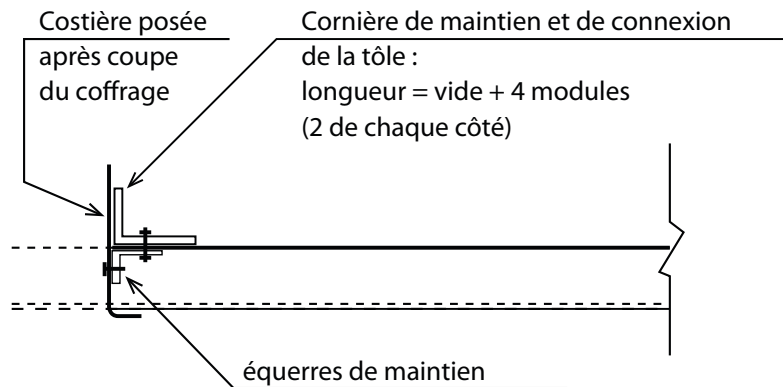 Costière posée
après coupe
du coffrage
Cornière de maintien et de connexion
de la tôle :
longueur = vide + 4 modules
(2 de chaque côté)
équerres de maintien